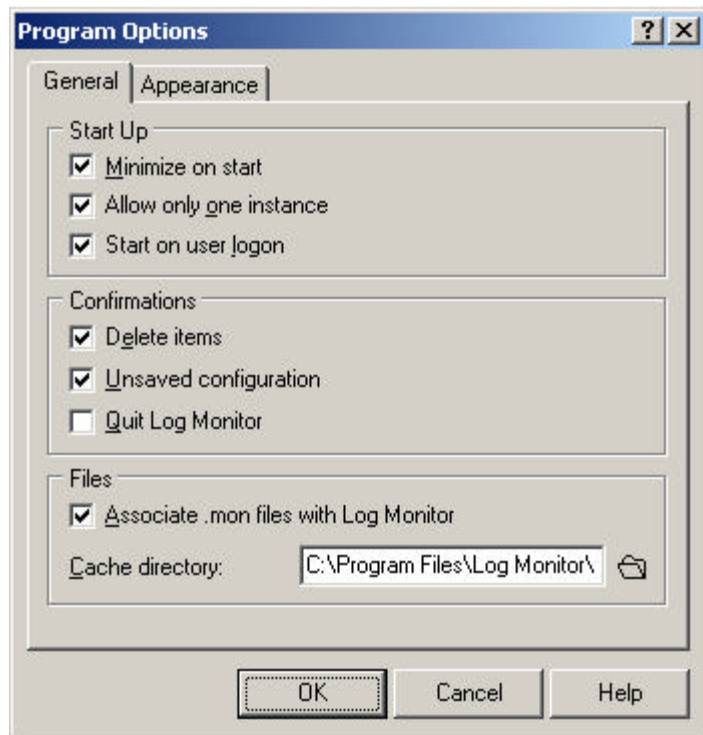 Program Options
General Appearance
Start Up
Minimize on start
Allow only one instance
Start on user logon
Confirmations
Delete items
Unsaved configuration
Quit Log Monitor
Files
Associate .mon files with Log Monitor
Cache directory: C:\Program Files\Log Monitor\
OK Cancel Help